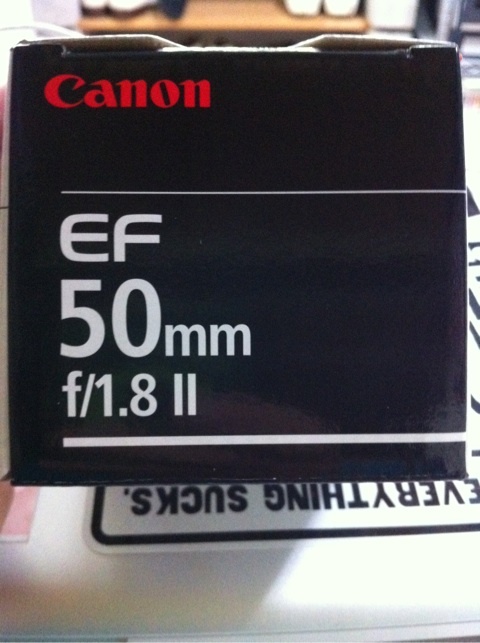 Canon
EF
50mm
f/1.8 II
EVERYTHING SUCKS.